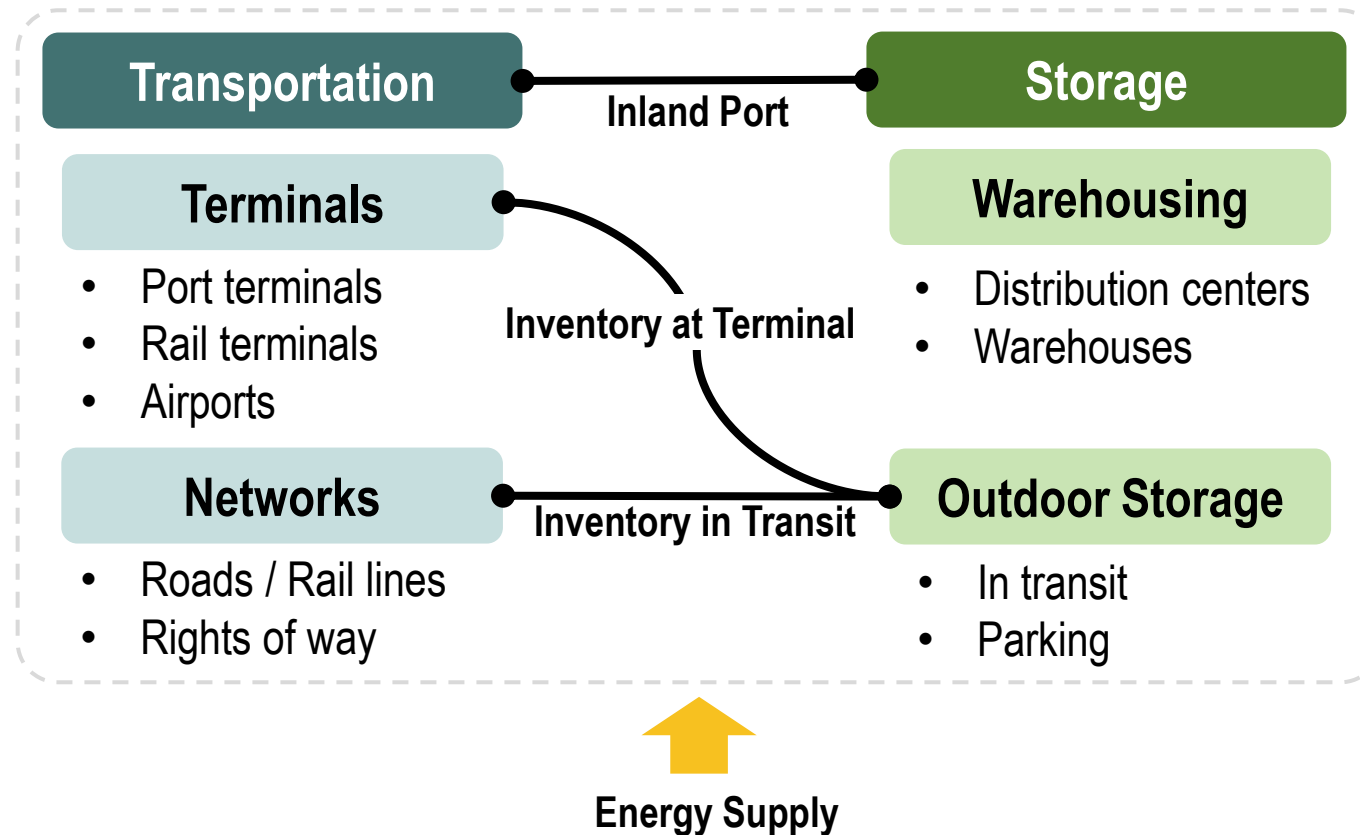 Transportation
Inland Port
Storage
Terminals
• Port terminals
• Rail terminals
• Airports
Inventory at Terminal
Warehousing
• Distribution centers
• Warehouses
Networks
• Roads / Rail lines
• Rights of way
Inventory in Transit
Outdoor Storage
• In transit
• Parking
Energy Supply